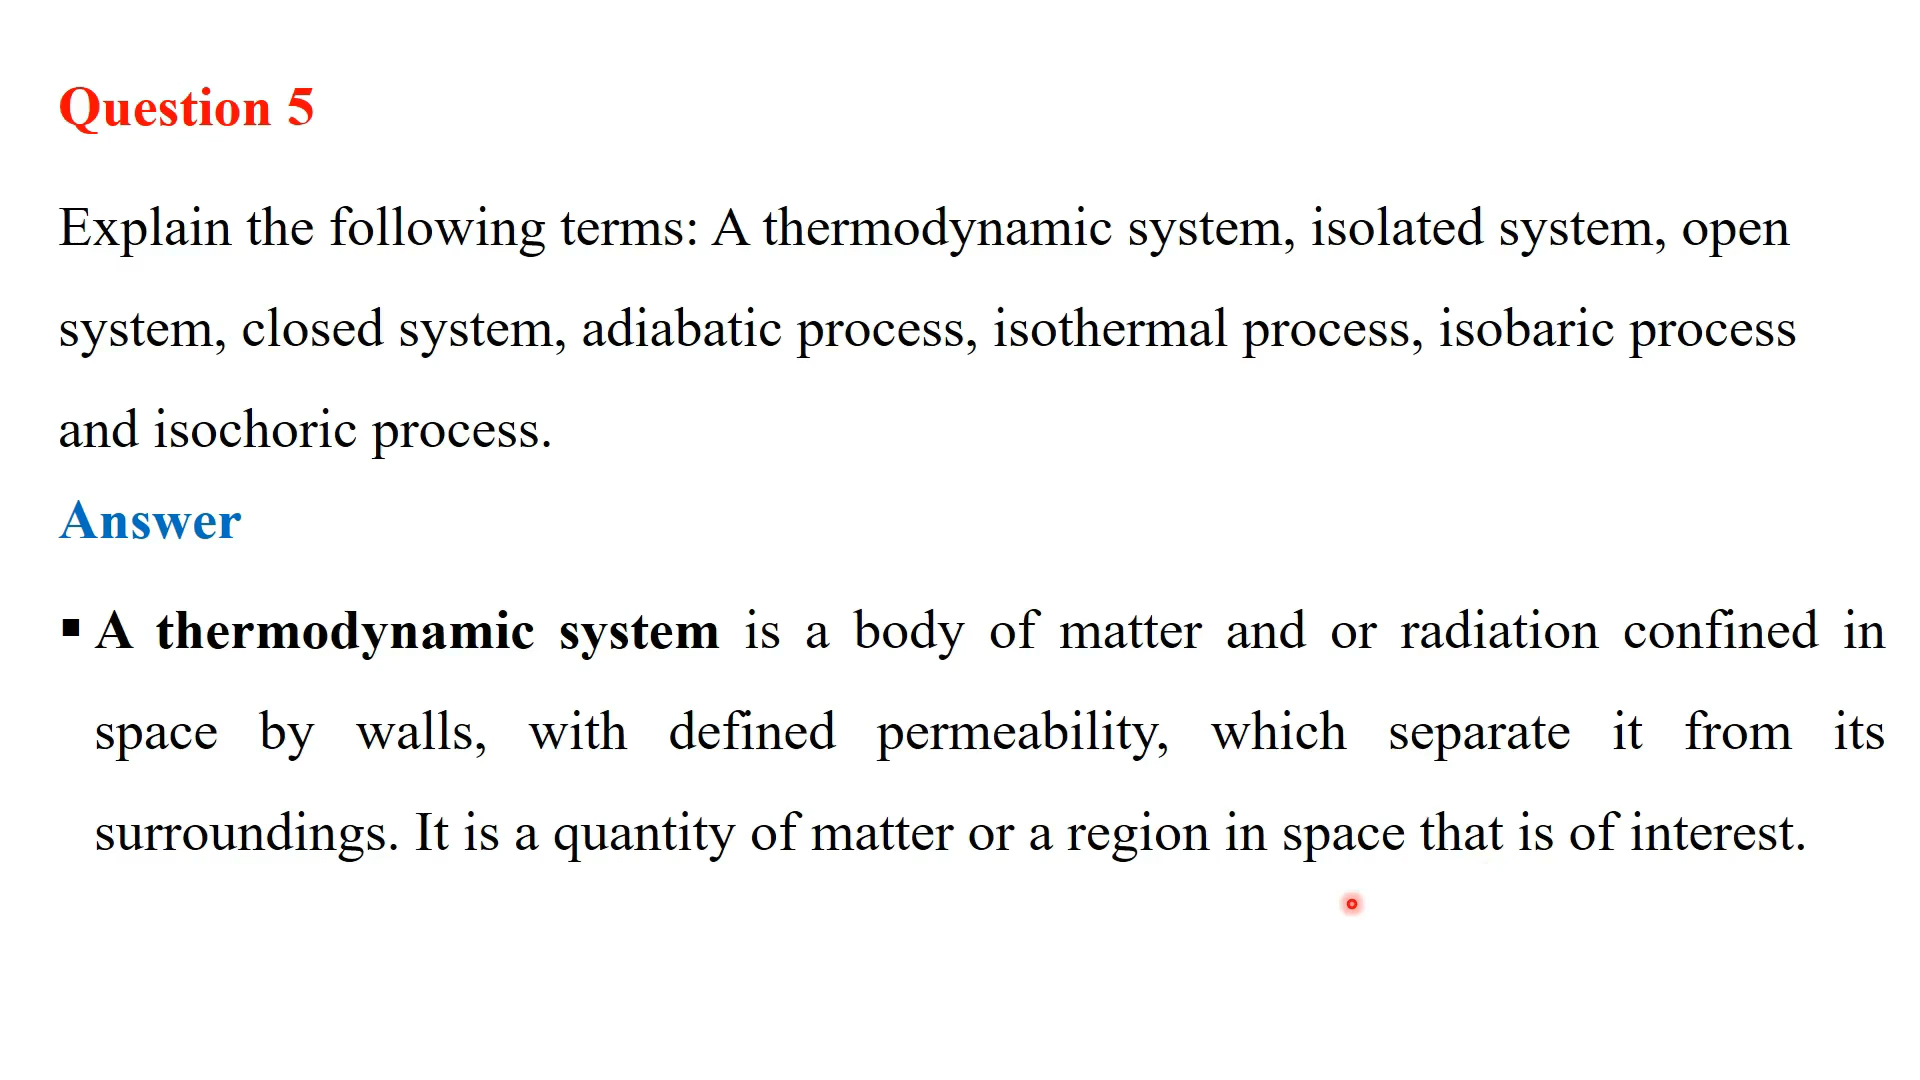 Question 5
Explain the following terms: A thermodynamic system, isolated system, open
system, closed system, adiabatic process, isothermal process, isobaric process
and isochoric process.
Answer
▪ A thermodynamic system is a body of matter and or radiation confined in
space by walls, with defined permeability, which separate it from its
surroundings. It is a quantity of matter or a region in space that is of interest.